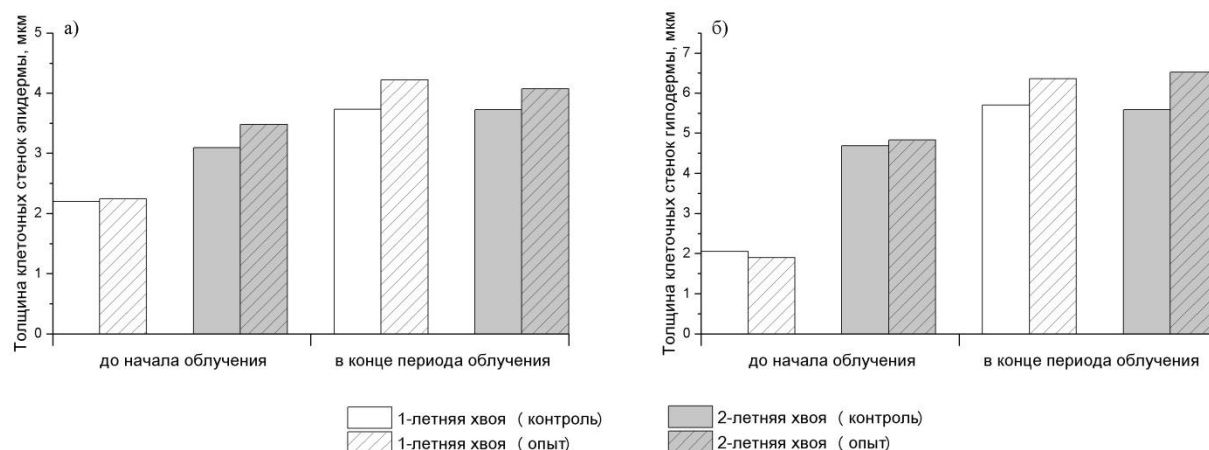 а)
Толщина клеточных стенок эпидермы, мкм
5
4
3
2
1
0
до начала облучения
в конце периода облучения
б)
Толщина клеточных стенок гиподермы, мкм
7
6
5
4
3
2
1
0
до начала облучения
в конце периода облучения
1-летняя хвоя ( контроль)
1-летняя хвоя ( опыт)
2-летняя хвоя ( контроль)
2-летняя хвоя ( опыт)